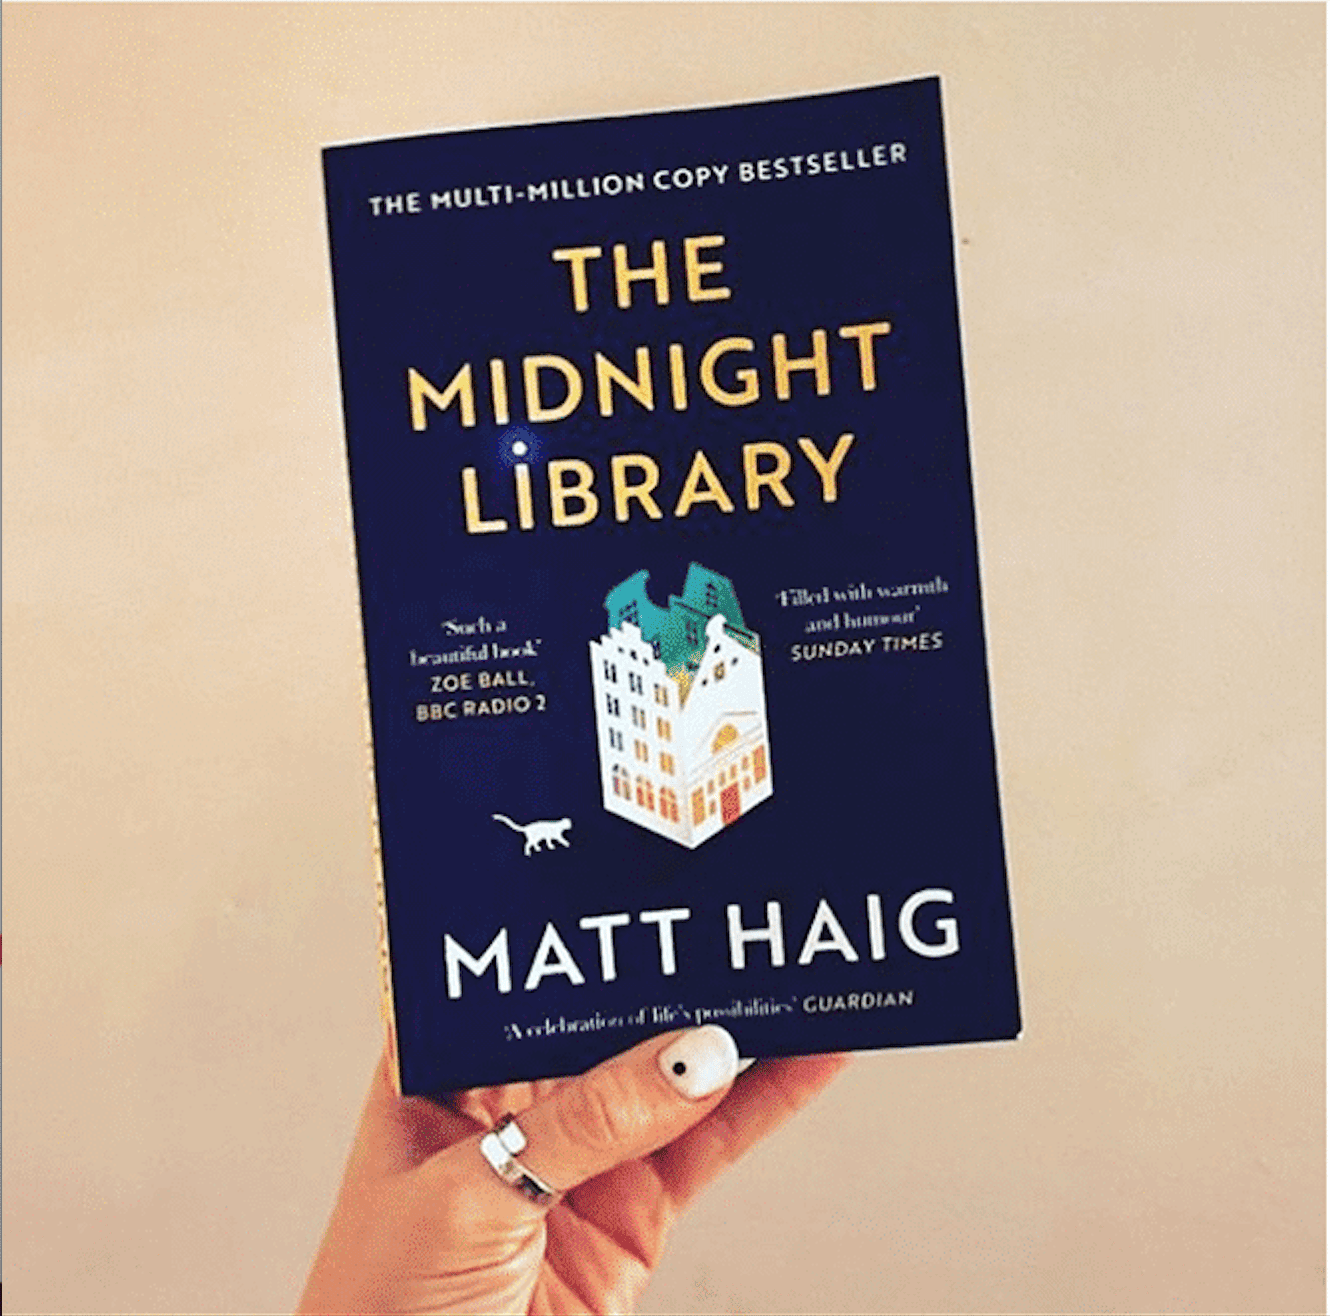 THE MULTI-MILLION COPY BESTSELLER
THE
MIDNIGHT
LiBRARY
'Such a
beautiful book'
ZOE BALL,
BBC RADIO 2
'Filled with warmth
and humour'
SUNDAY TIMES
MATT HAIG
'A celebration of life's possibilities' GUARDIAN